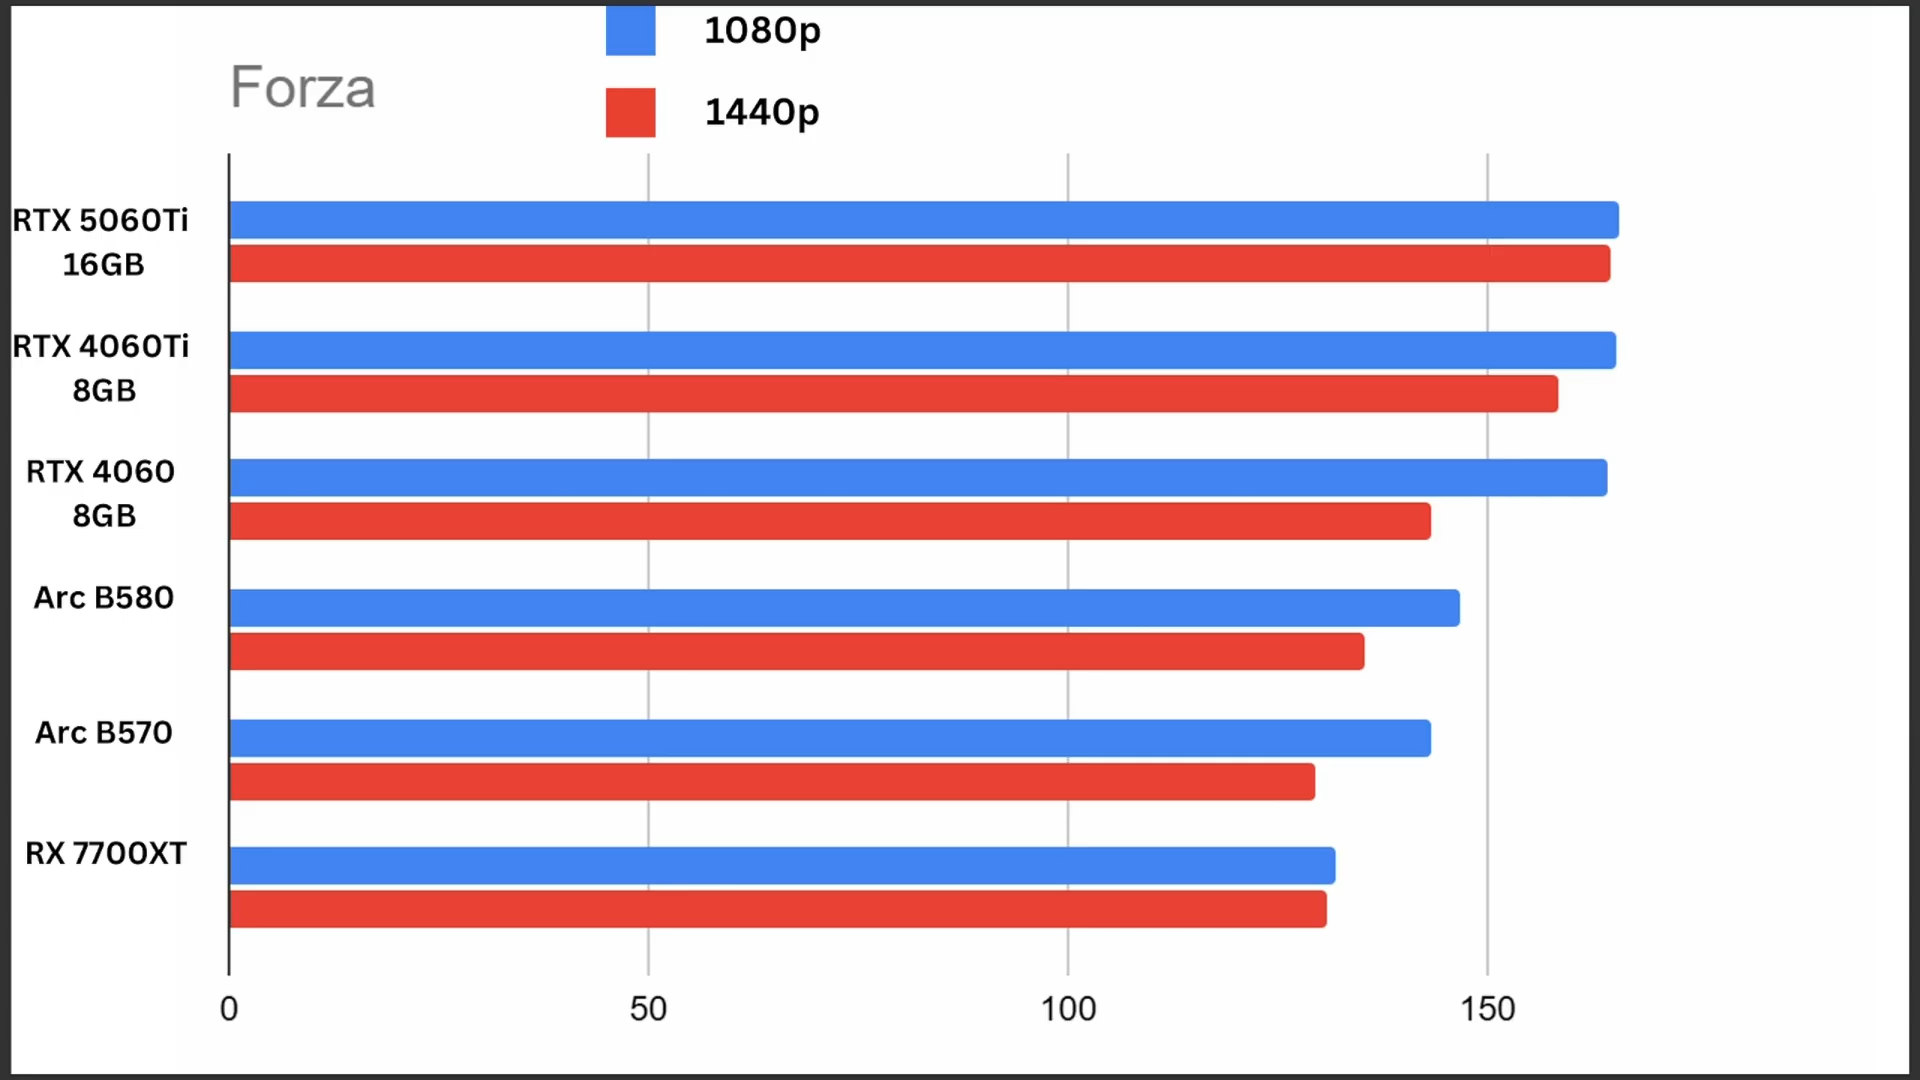 1080p
Forza
1440p
RTX 5060Ti
16GB
RTX 4060Ti
8GB
RTX 4060
8GB
Arc B580
Arc B570
RX 7700XT
0 50 100 150